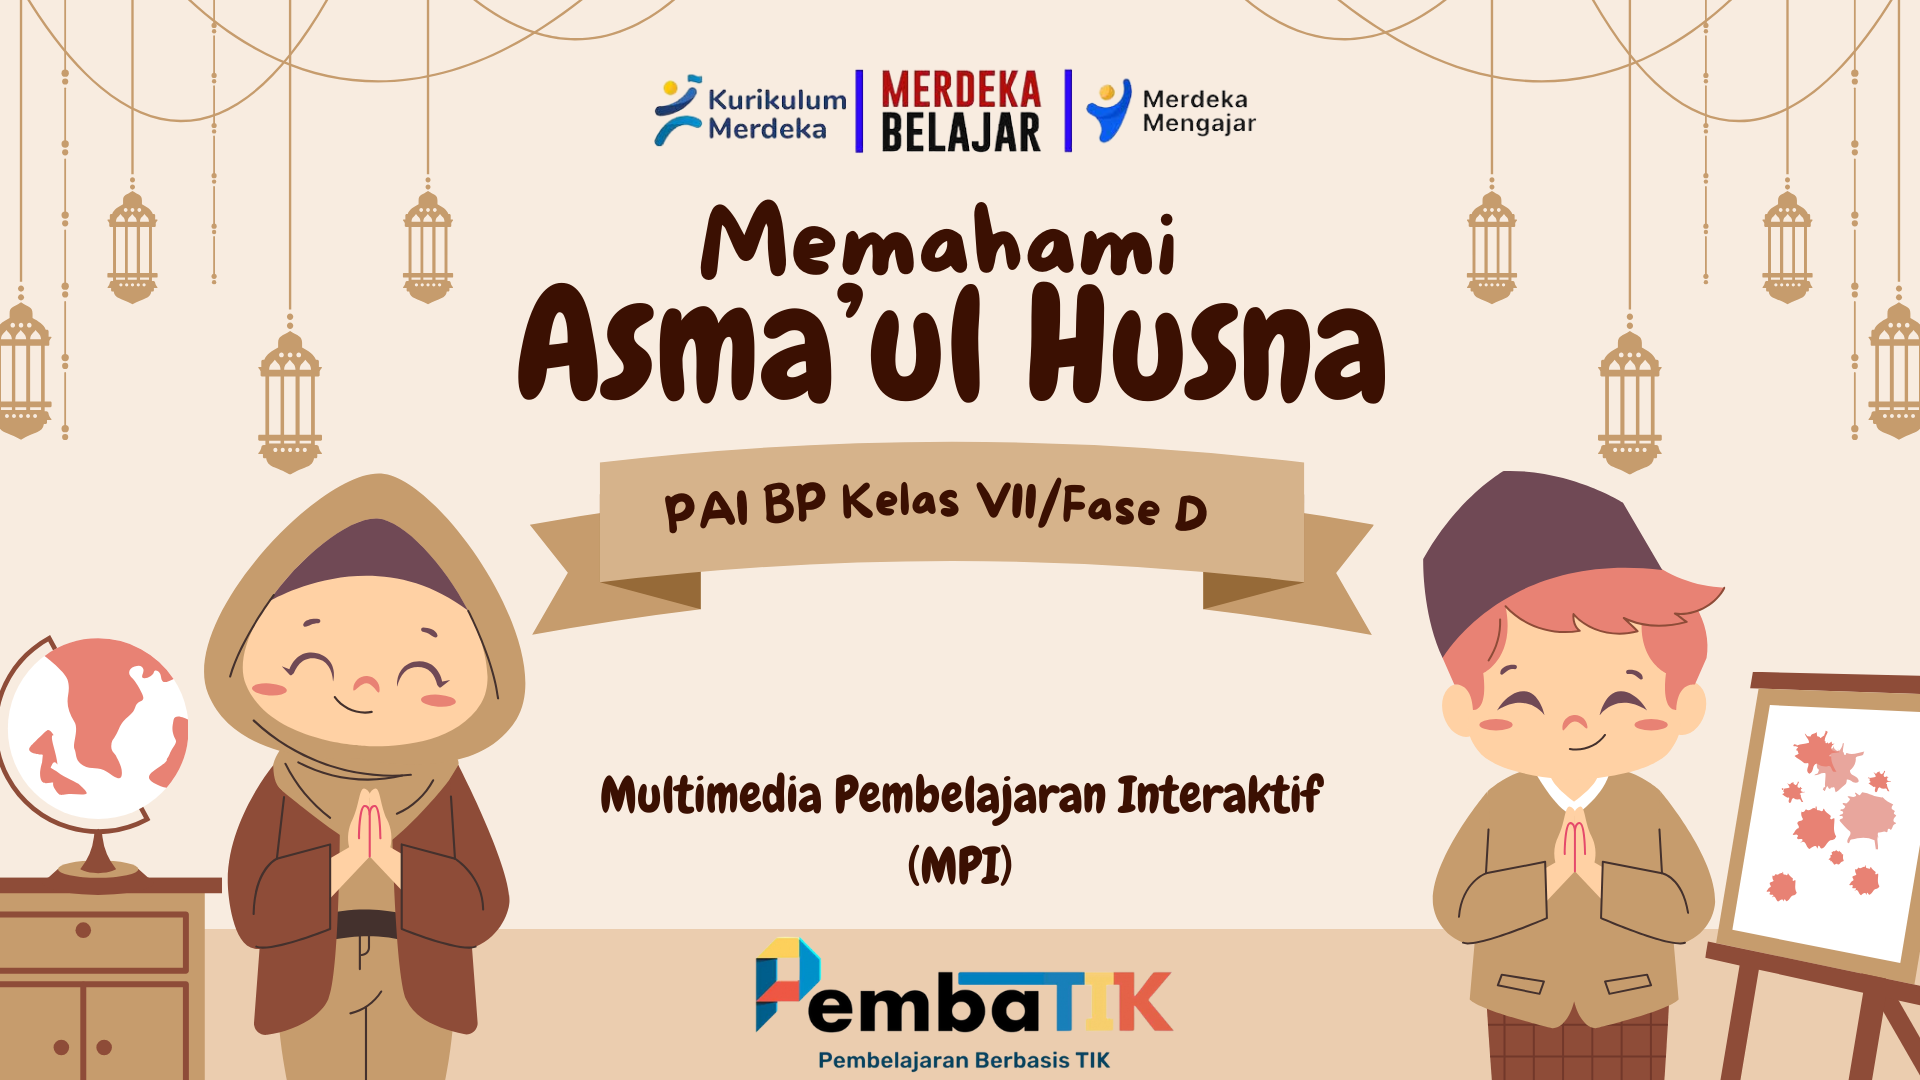 Kurikulum
Merdeka
MERDEKA
BELAJAR
Merdeka
Mengajar
Memahami
Asma’ul Husna
PAI BP Kelas VII/Fase D
Multimedia Pembelajaran Interaktif
(MPI)
PembaTIK
Pembelajaran Berbasis TIK